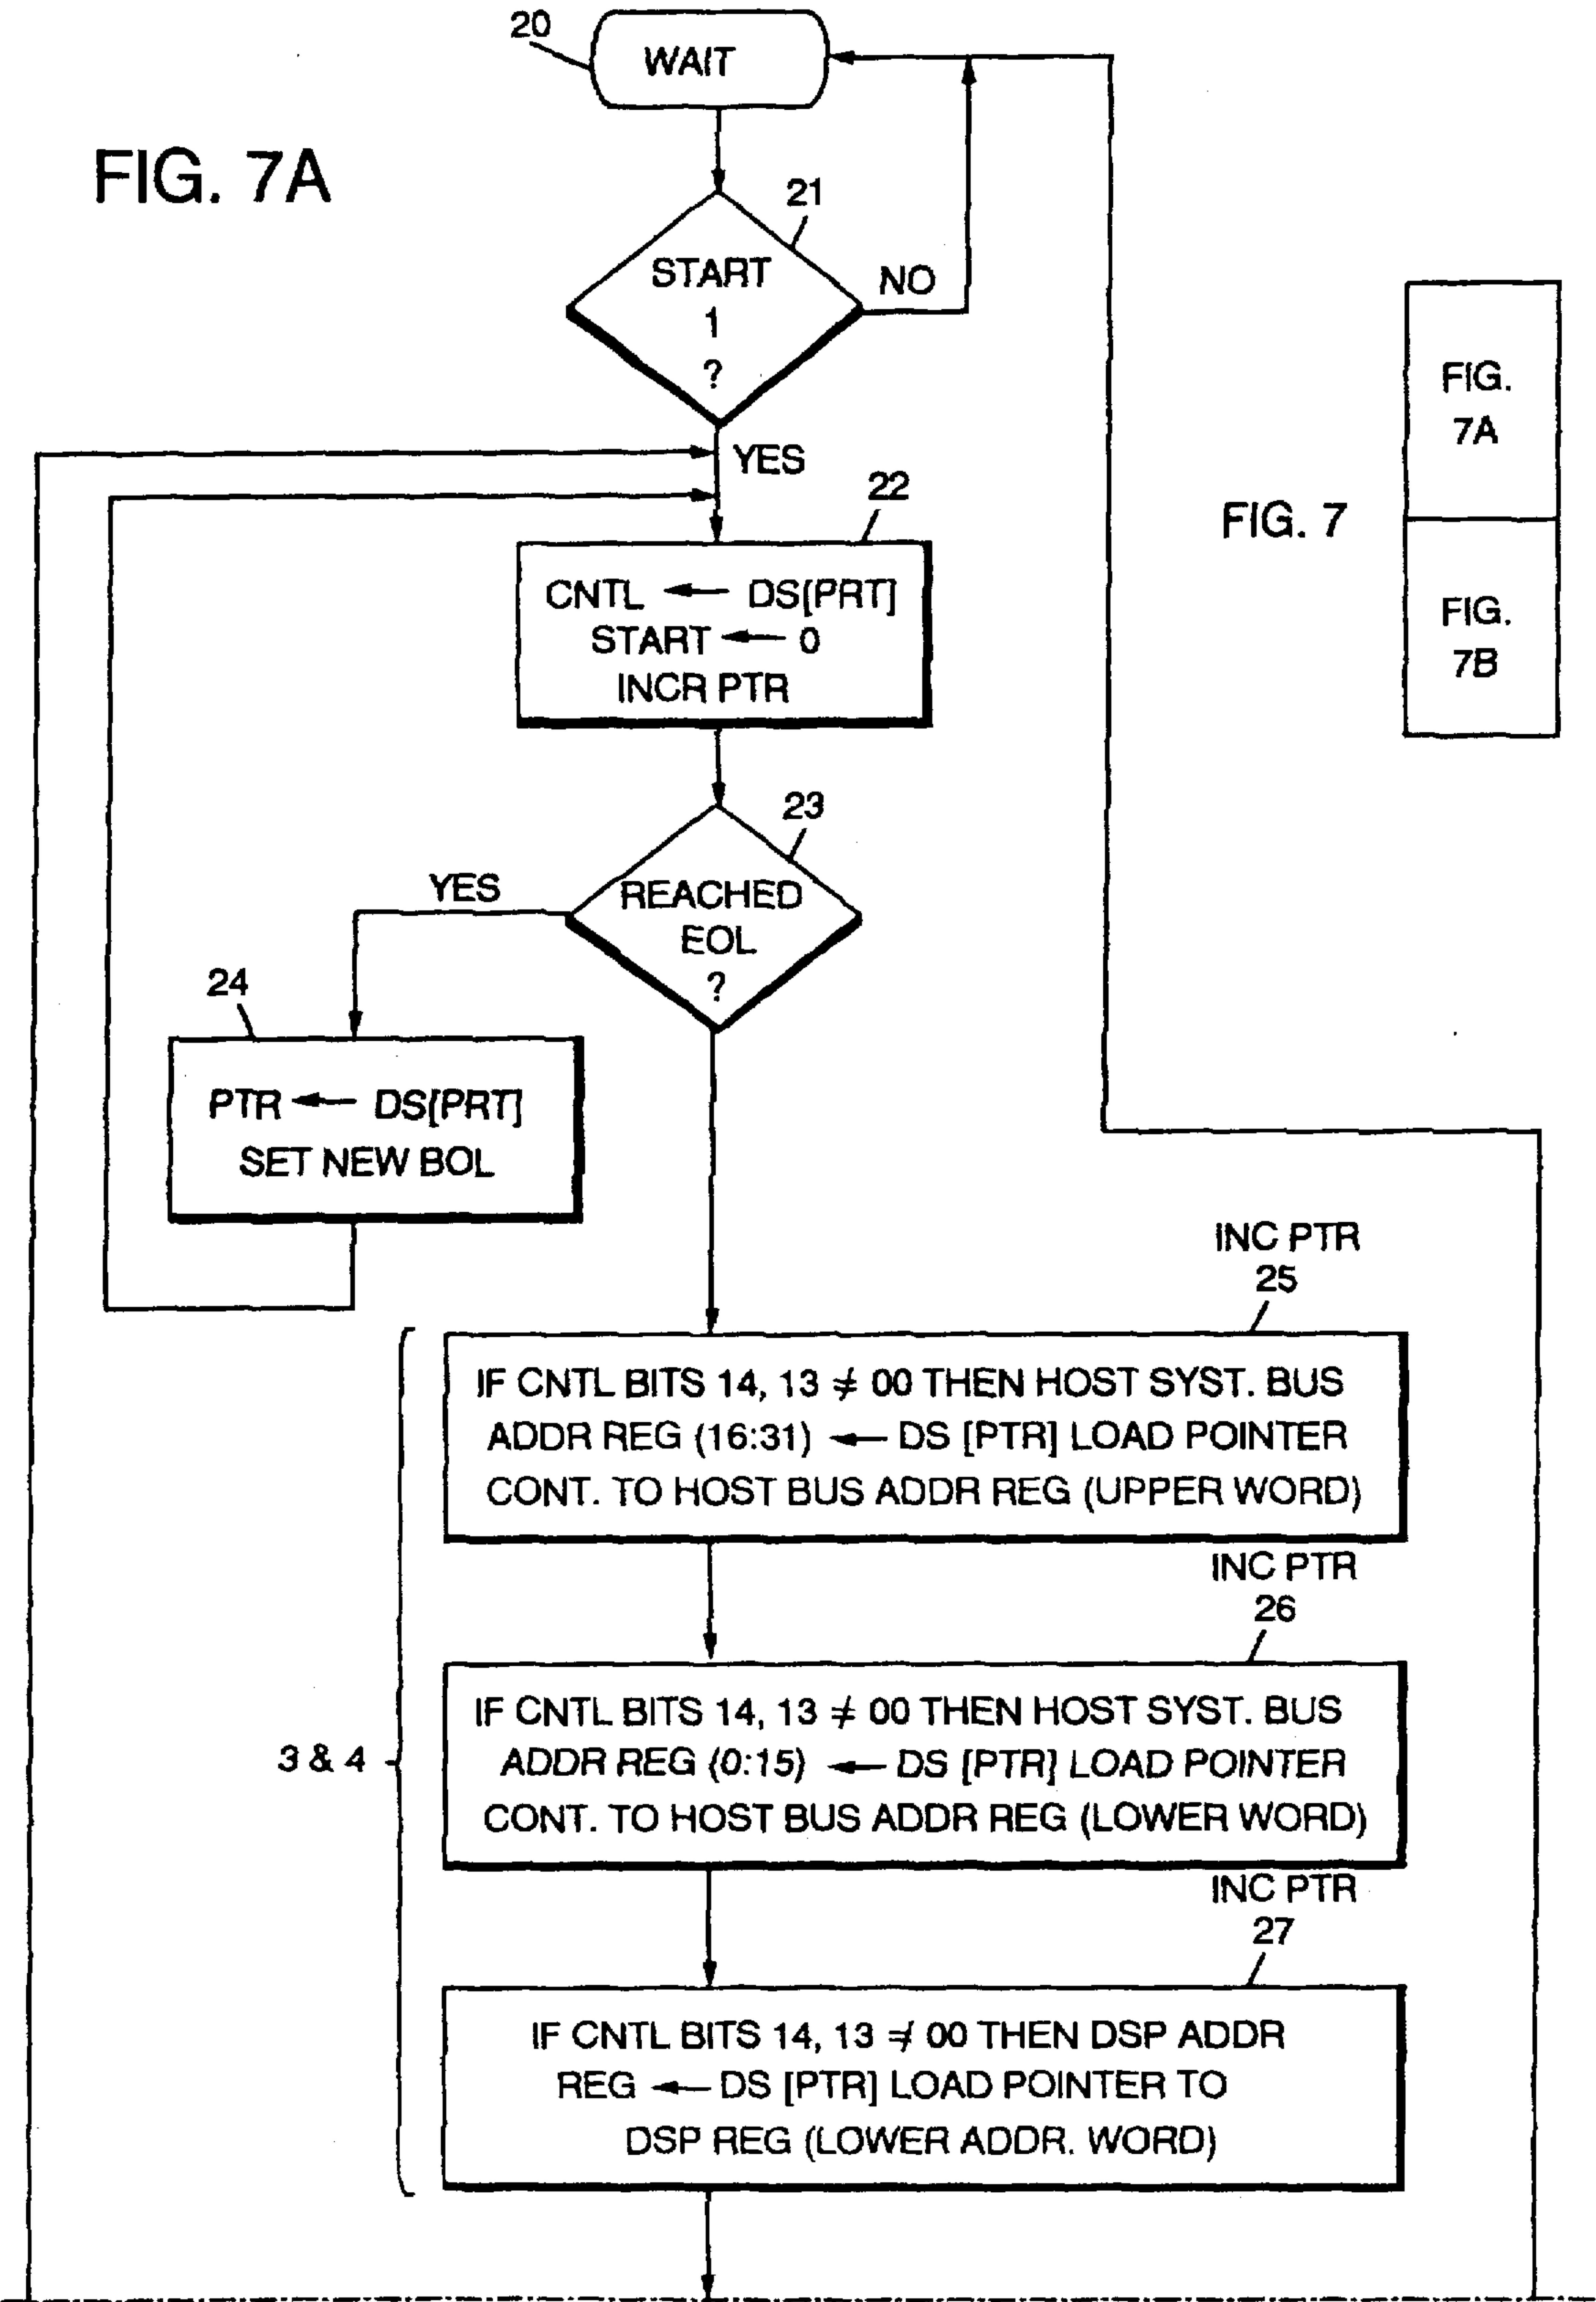 20
WAIT
FIG. 7A
21
START
1
?
NO
YES
FIG.
7A
FIG. 7
FIG.
7B
22
CNTL ← DS[PRT]
START ← 0
INCR PTR
23
REACHED
EOL
?
YES
24
PTR ← DS[PRT]
SET NEW BOL
INC PTR
25
IF CNTL BITS 14, 13 ≠ 00 THEN HOST SYST. BUS
ADDR REG (16:31) ← DS [PTR] LOAD POINTER
CONT. TO HOST BUS ADDR REG (UPPER WORD)
INC PTR
26
IF CNTL BITS 14, 13 ≠ 00 THEN HOST SYST. BUS
ADDR REG (0:15) ← DS [PTR] LOAD POINTER
CONT. TO HOST BUS ADDR REG (LOWER WORD)
3 & 4
INC PTR
27
IF CNTL BITS 14, 13 ≠ 00 THEN DSP ADDR
REG ← DS [PTR] LOAD POINTER TO
DSP REG (LOWER ADDR. WORD)